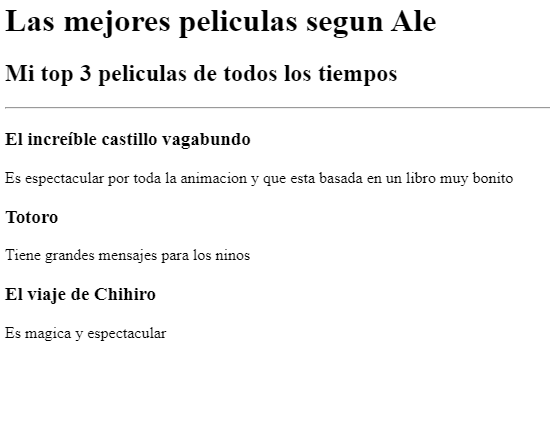 Las mejores peliculas segun Ale
Mi top 3 peliculas de todos los tiempos
El increíble castillo vagabundo
Es espectacular por toda la animacion y que esta basada en un libro muy bonito
Totoro
Tiene grandes mensajes para los ninos
El viaje de Chihiro
Es magica y espectacular